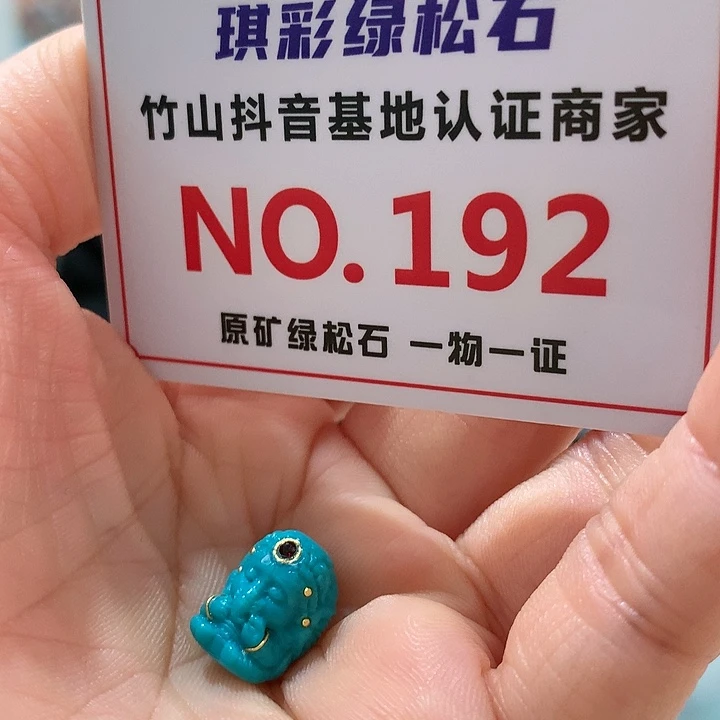 琪彩绿松石
竹山抖音基地认证商家
NO.192
原矿绿松石 一物一证